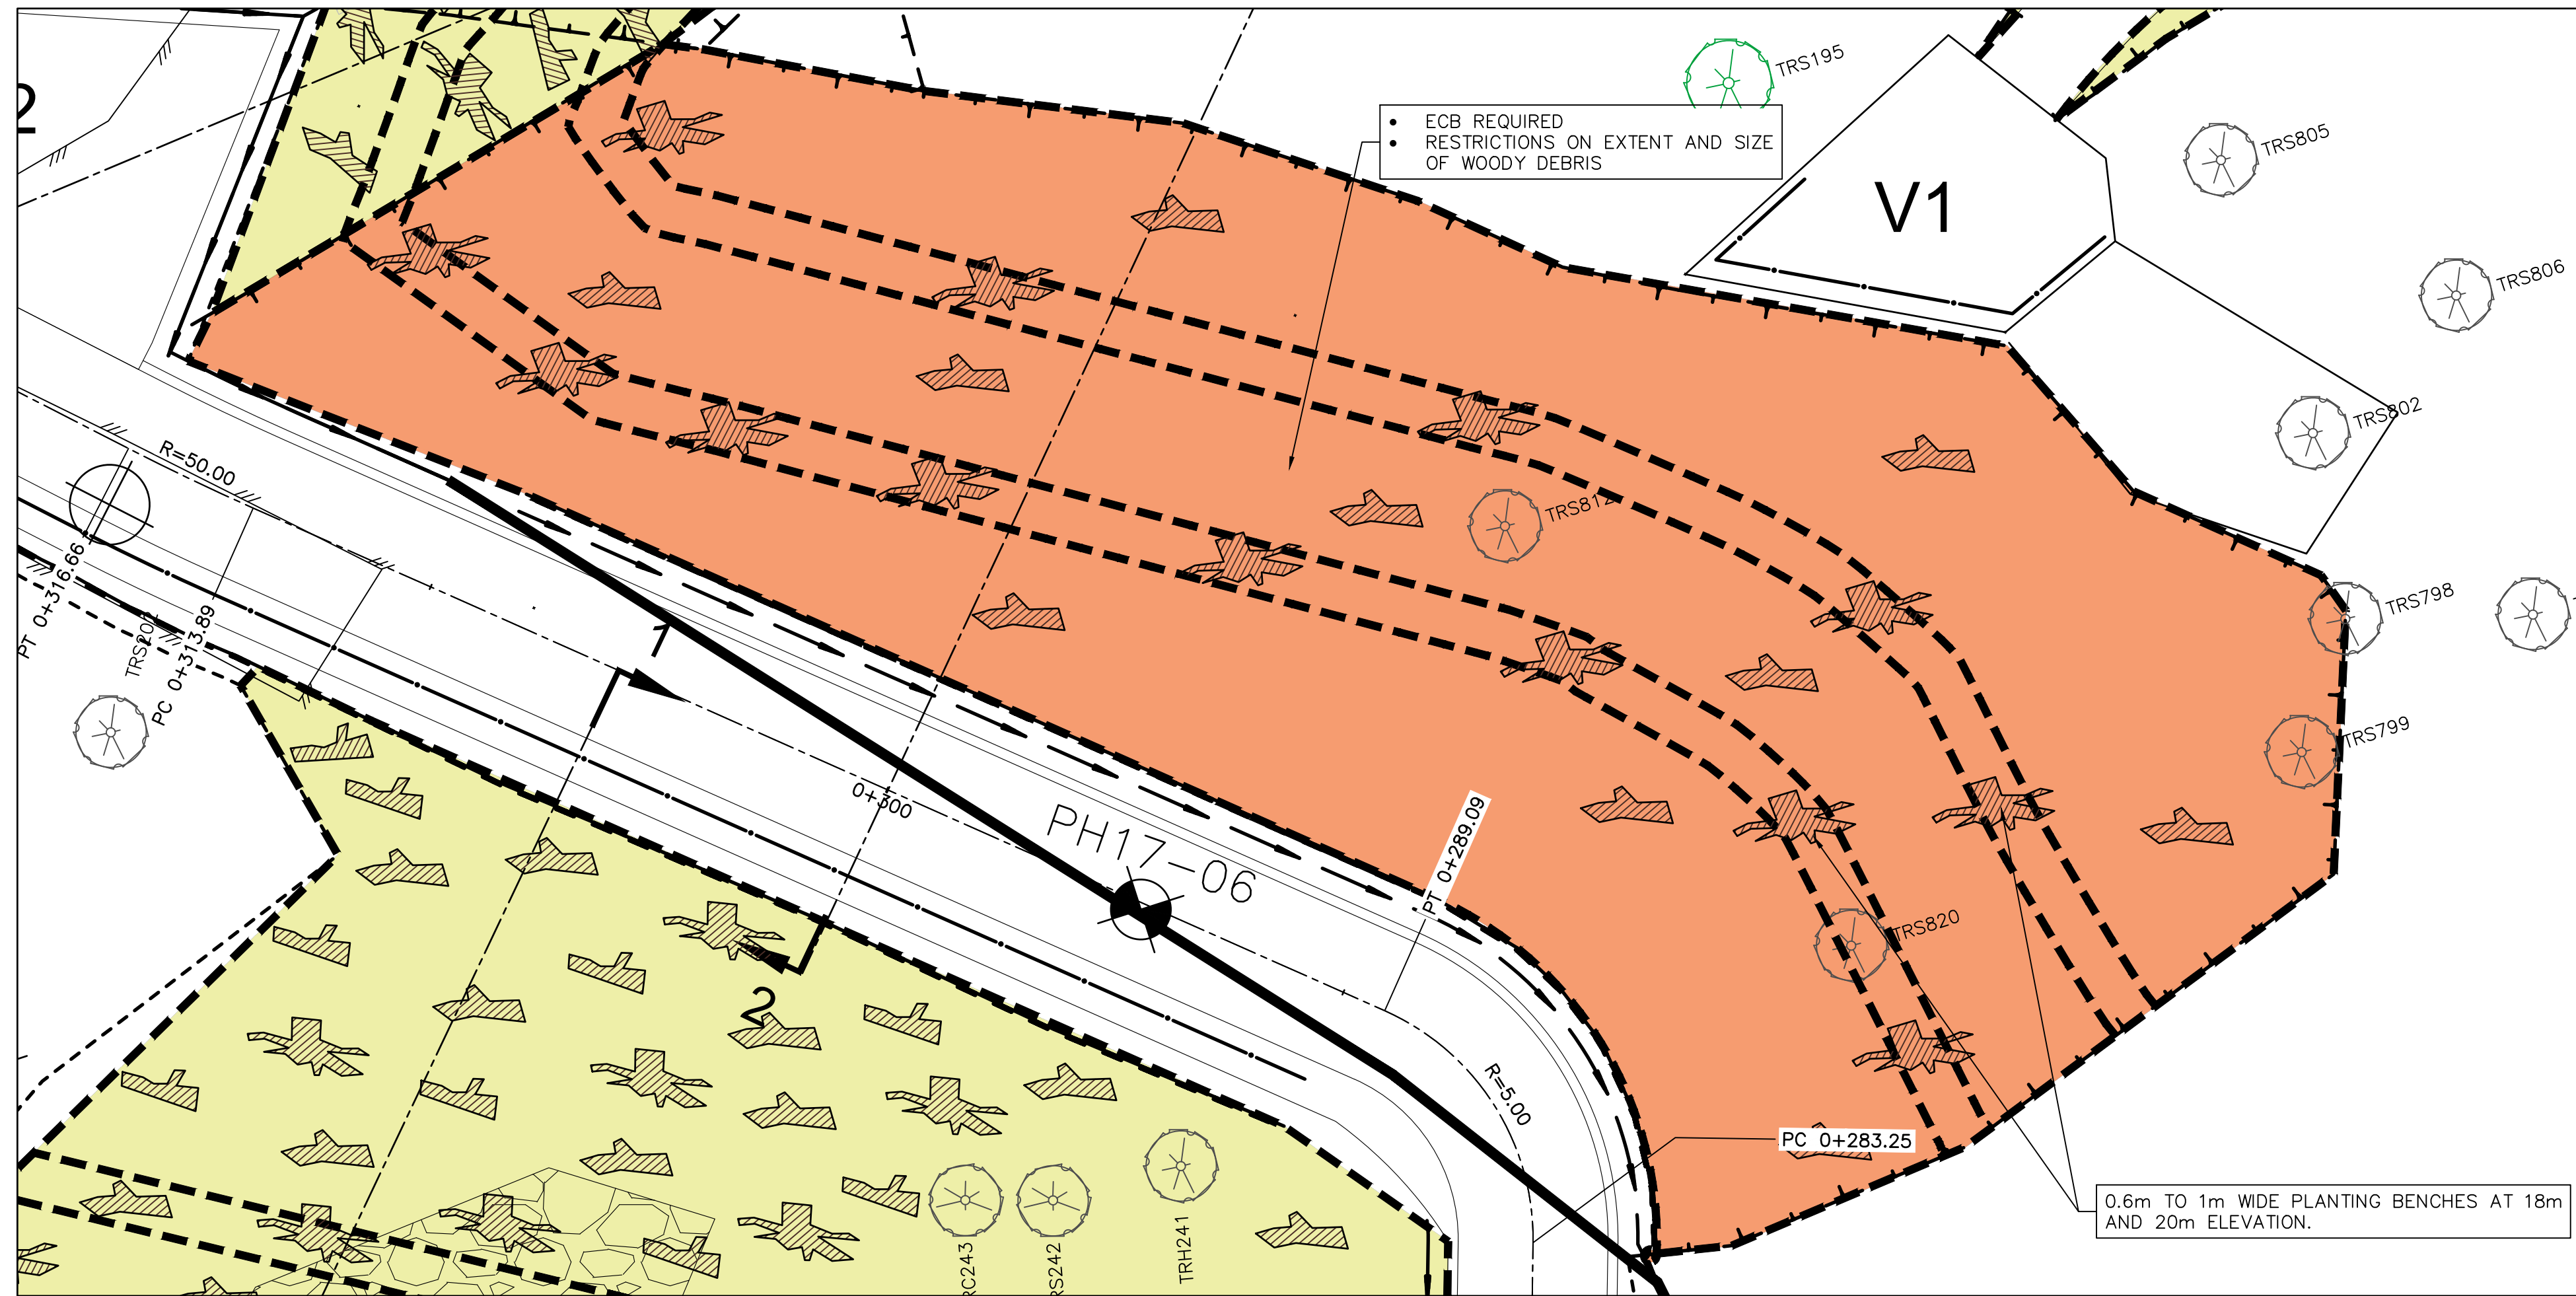 2
TRS195
• ECB REQUIRED
• RESTRICTIONS ON EXTENT AND SIZE
OF WOODY DEBRIS
V1
TRS805
TRS806
TRS802
R=50.00
TRS812
PT 0+316.66
PC 0+313.89
TRS798
TRS799
0+300
PH17-06
PT 0+289.09
TRS820
2
R=5.00
PC 0+283.25
0.6m TO 1m WIDE PLANTING BENCHES AT 18m
AND 20m ELEVATION.
RC243
RS242
TRH241